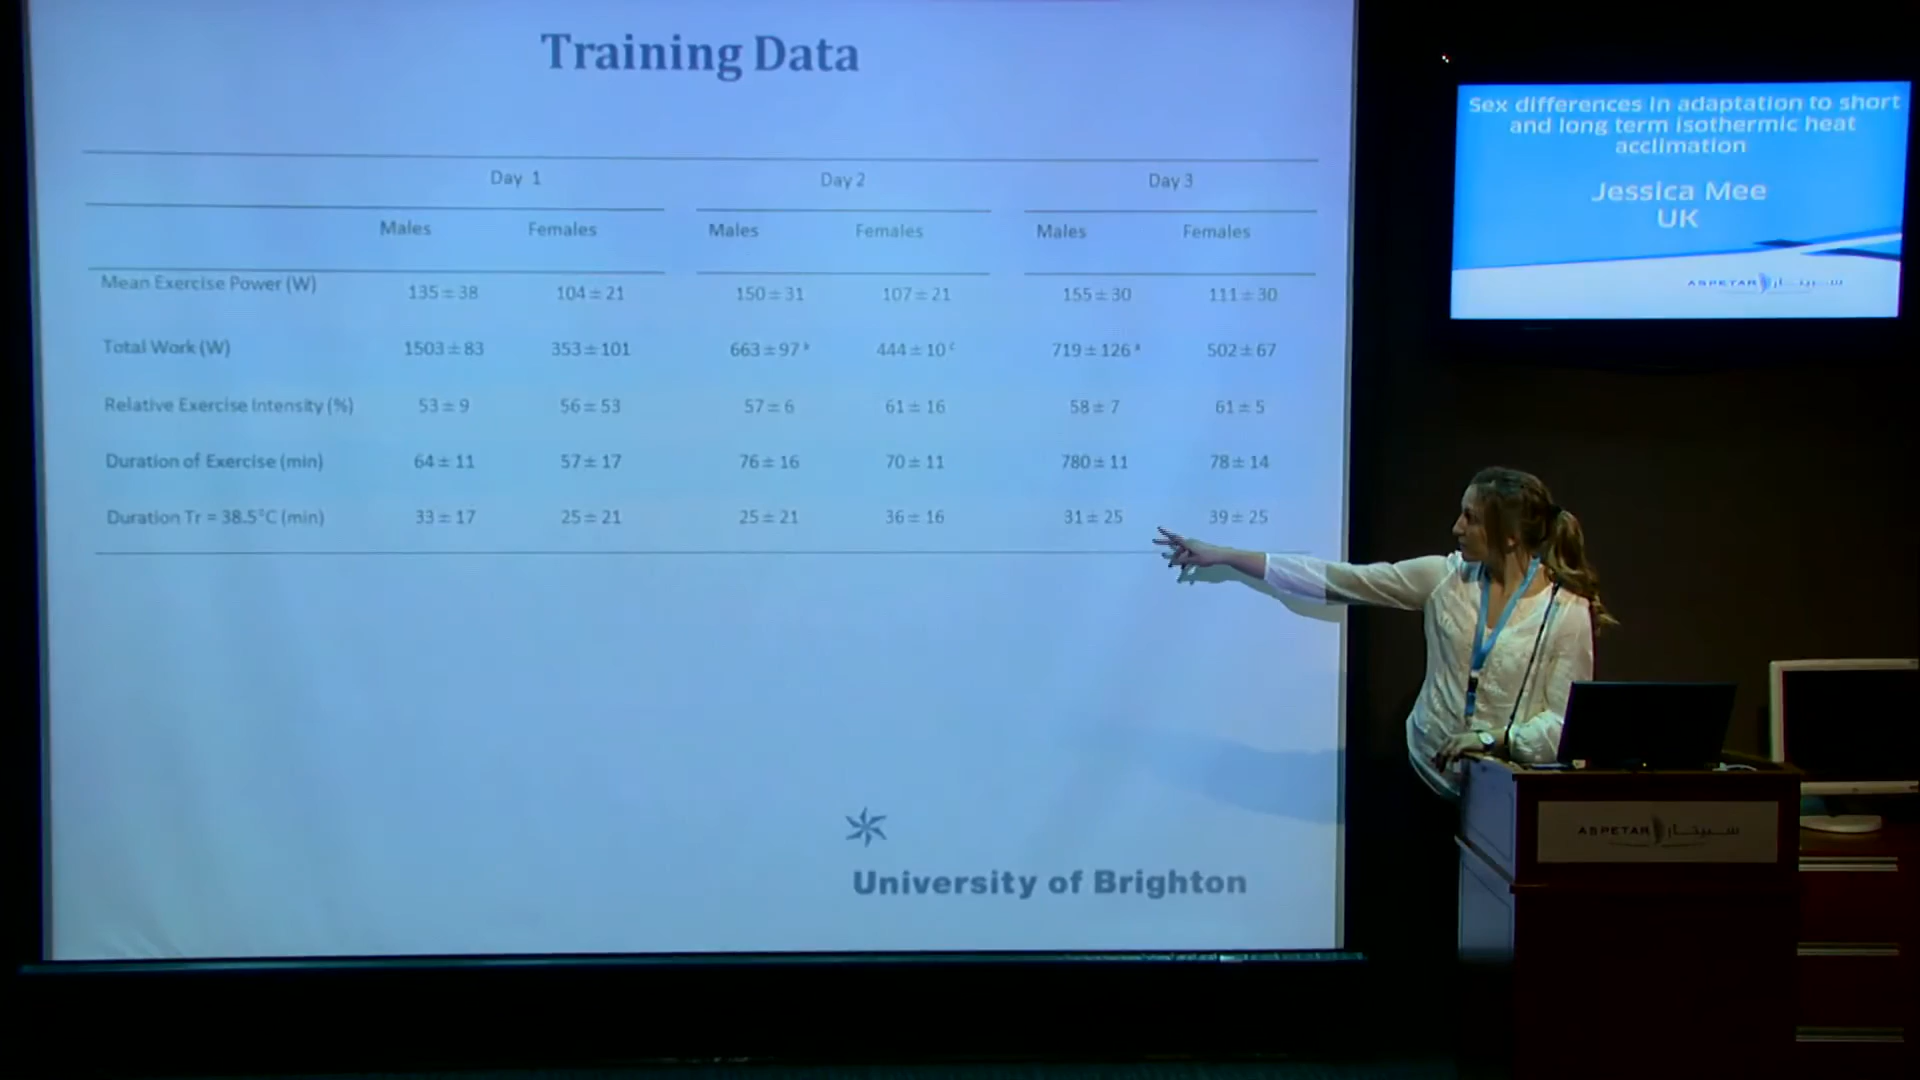 Training Data
Day 1 Day 2 Day 3
Males Females Males Females Males Females
Mean Exercise Power (W) 135 ± 38 104 ± 21 150 ± 31 107 ± 21 155 ± 30 111 ± 30
Total Work (W) 1503 ± 83 353 ± 101 663 ± 97 444 ± 10 c 719 ± 126 a 502 ± 67
Relative Exercise Intensity (%) 53 ± 9 56 ± 53 57 ± 6 61 ± 16 58 ± 7 61 ± 5
Duration of Exercise (min) 64 ± 11 57 ± 17 76 ± 16 70 ± 11 780 ± 11 78 ± 14
Duration Tr = 38.5°C (min) 33 ± 17 25 ± 21 25 ± 21 36 ± 16 31 ± 25 39 ± 25
University of Brighton
Sex differences in adaptation to short
and long term isothermic heat
acclimation
Jessica Mee
UK
ASPETAR سبيتار
ASPETAR سبيتار